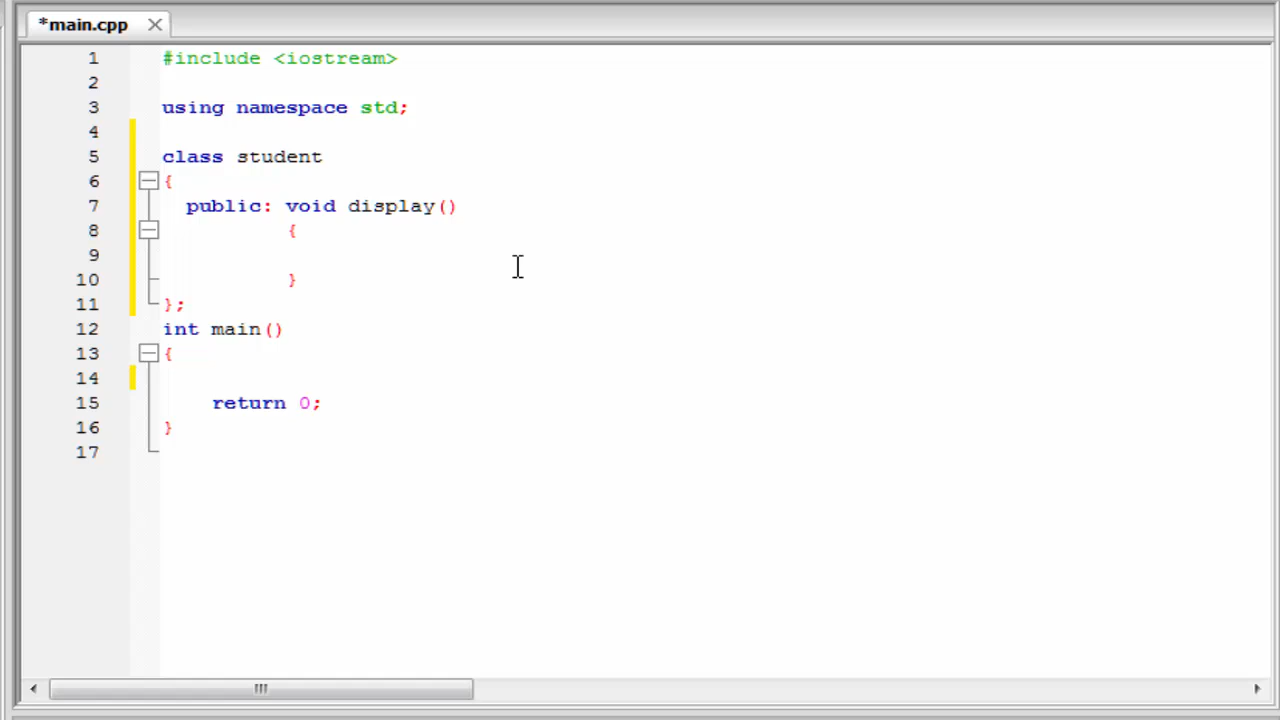 *main.cpp
1 #include <iostream>
2
3 using namespace std;
4
5 class student
6 {
7 public: void display()
8 {
9
10 }
11 };
12 int main()
13 {
14
15 return 0;
16 }
17